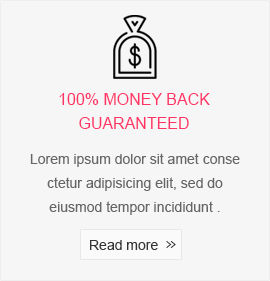 $
100% MONEY BACK
GUARANTEED
Lorem ipsum dolor sit amet conse
ctetur adipisicing elit, sed do
eiusmod tempor incididunt .
Read more »